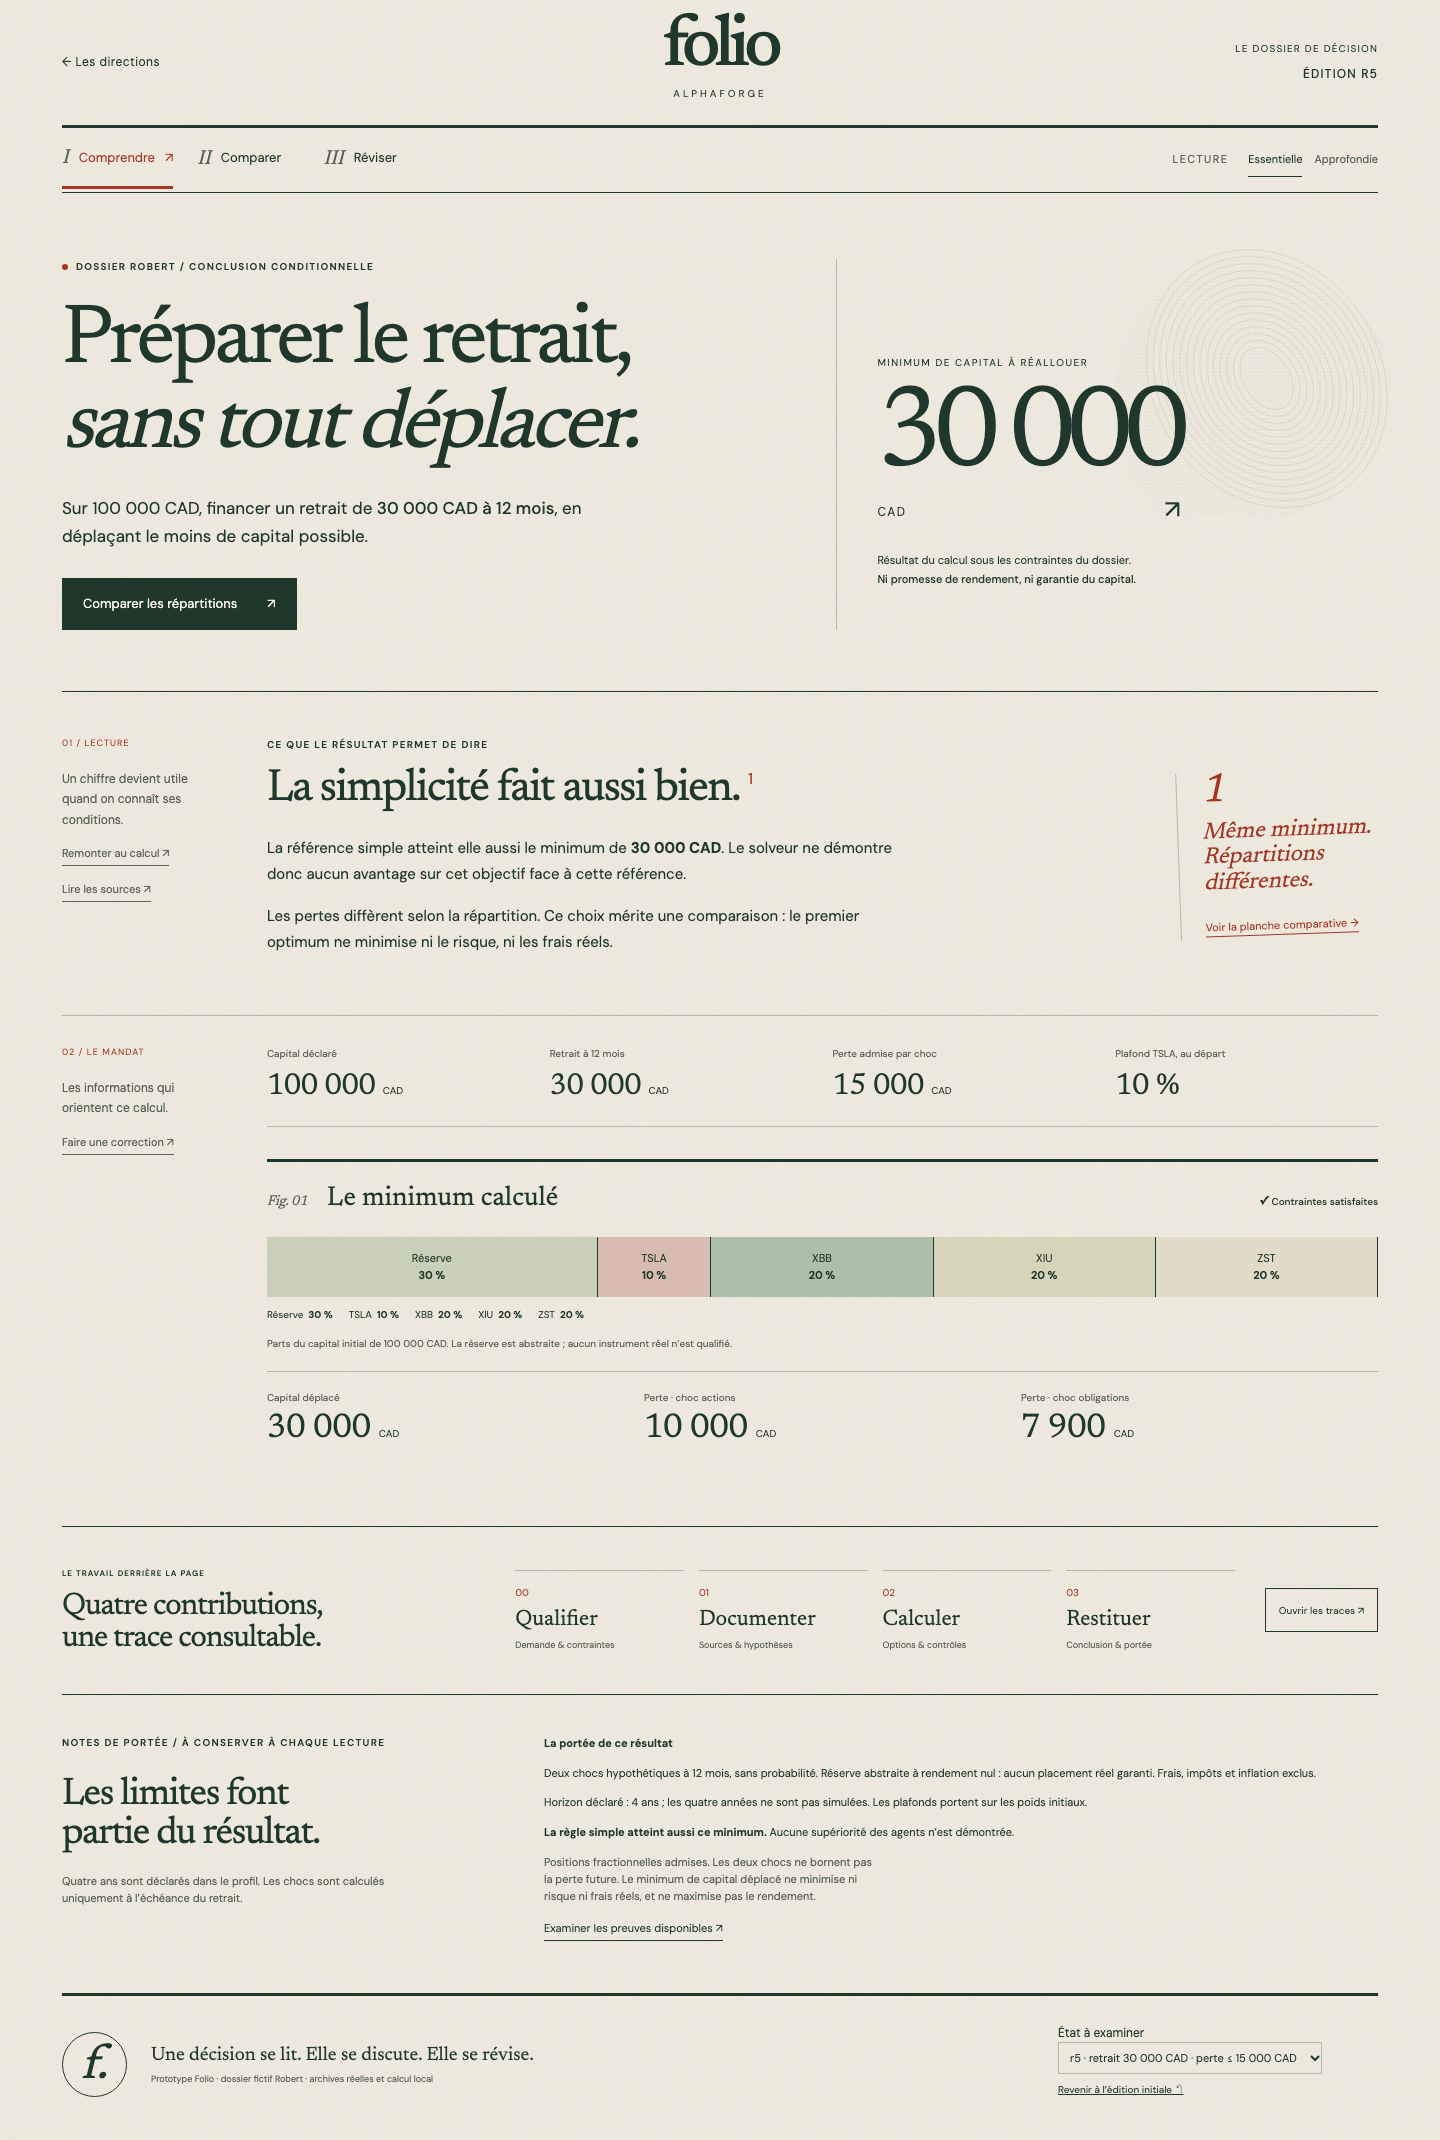 ← Les directions
folio
ALPHAFORGE
LE DOSSIER DE DÉCISION
ÉDITION R5
I Comprendre ↗
II Comparer
III Réviser
LECTURE Essentielle Approfondie
DOSSIER ROBERT / CONCLUSION CONDITIONNELLE
Préparer le retrait,
sans tout déplacer.
Sur 100 000 CAD, financer un retrait de 30 000 CAD à 12 mois, en
déplaçant le moins de capital possible.
Comparer les répartitions ↗
MINIMUM DE CAPITAL À RÉALLOUER
30 000
CAD ↗
Résultat du calcul sous les contraintes du dossier.
Ni promesse de rendement, ni garantie du capital.
01 / LECTURE
Un chiffre devient utile
quand on connaît ses
conditions.
Remonter au calcul ↗
Lire les sources ↗
CE QUE LE RÉSULTAT PERMET DE DIRE
La simplicité fait aussi bien. 1
La référence simple atteint elle aussi le minimum de 30 000 CAD. Le solveur ne démontre
donc aucun avantage sur cet objectif face à cette référence.
Les pertes diffèrent selon la répartition. Ce choix mérite une comparaison : le premier
optimum ne minimise ni le risque, ni les frais réels.
1
Même minimum.
Répartitions
différentes.
Voir la planche comparative →
02 / LE MANDAT
Les informations qui
orientent ce calcul.
Faire une correction ↗
Capital déclaré
100 000 CAD
Retrait à 12 mois
30 000 CAD
Perte admise par choc
15 000 CAD
Plafond TSLA, au départ
10 %
Fig. 01 Le minimum calculé
✓ Contraintes satisfaites
Réserve
30 %
TSLA
10 %
XBB
20 %
XIU
20 %
ZST
20 %
Réserve 30 % TSLA 10 % XBB 20 % XIU 20 % ZST 20 %
Parts du capital initial de 100 000 CAD. La réserve est abstraite ; aucun instrument réel n’est qualifié.
Capital déplacé
30 000 CAD
Perte · choc actions
10 000 CAD
Perte · choc obligations
7 900 CAD
LE TRAVAIL DERRIÈRE LA PAGE
Quatre contributions,
une trace consultable.
00
Qualifier
Demande & contraintes
01
Documenter
Sources & hypothèses
02
Calculer
Options & contrôles
03
Restituer
Conclusion & portée
Ouvrir les traces ↗
NOTES DE PORTÉE / À CONSERVER À CHAQUE LECTURE
Les limites font
partie du résultat.
Quatre ans sont déclarés dans le profil. Les chocs sont calculés
uniquement à l’échéance du retrait.
La portée de ce résultat
Deux chocs hypothétiques à 12 mois, sans probabilité. Réserve abstraite à rendement nul : aucun placement réel garanti. Frais, impôts et inflation exclus.
Horizon déclaré : 4 ans ; les quatre années ne sont pas simulées. Les plafonds portent sur les poids initiaux.
La règle simple atteint aussi ce minimum. Aucune supériorité des agents n’est démontrée.
Positions fractionnelles admises. Les deux chocs ne bornent pas
la perte future. Le minimum de capital déplacé ne minimise ni
risque ni frais réels, et ne maximise pas le rendement.
Examiner les preuves disponibles ↗
f.
Une décision se lit. Elle se discute. Elle se révise.
Prototype Folio · dossier fictif Robert · archives réelles et calcul local
État à examiner
r5 · retrait 30 000 CAD · perte ≤ 15 000 CAD
Revenir à l’édition initiale